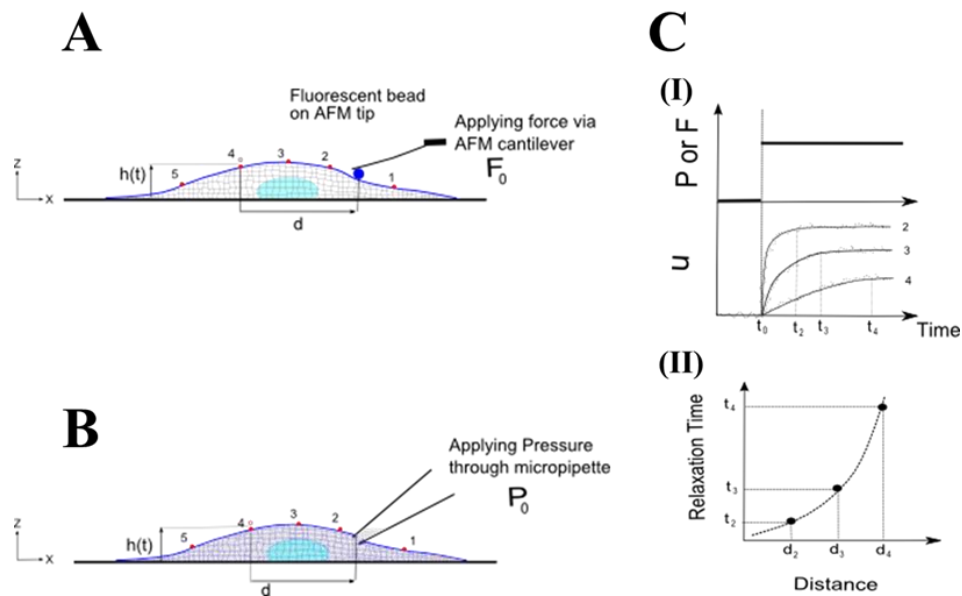 A
Fluorescent bead
on AFM tip
Applying force via
AFM cantilever
F₀
z
x
h(t)
5
4
3
2
1
d
B
Applying Pressure
through micropipette
P₀
z
x
h(t)
5
4
3
2
1
d
C
(I)
P or F
u
2
3
4
t₀ t₂ t₃ t₄
Time
(II)
Relaxation Time
t₄
t₃
t₂
d₂ d₃ d₄
Distance